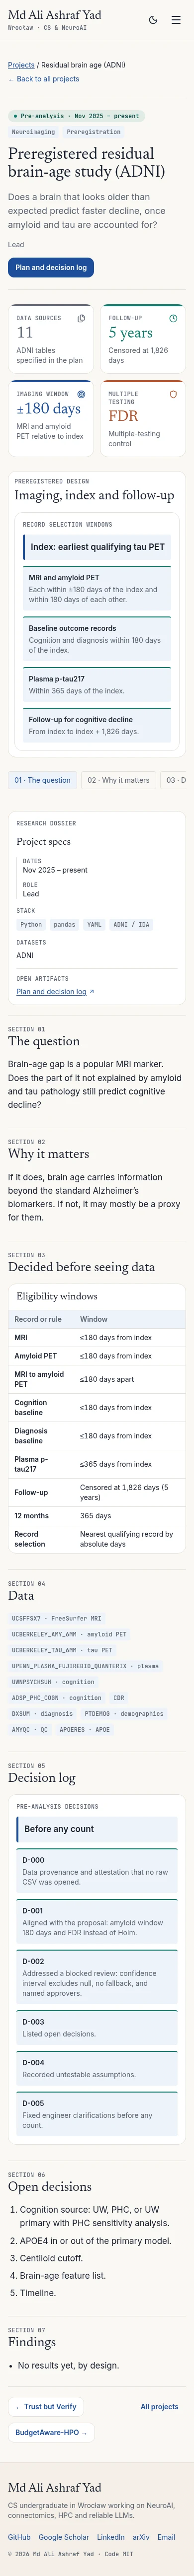 Md Ali Ashraf Yad
Wrocław · CS & NeuroAI
Projects / Residual brain age (ADNI)
← Back to all projects
Pre-analysis · Nov 2025 – present
Neuroimaging Preregistration
Preregistered residual
brain-age study (ADNI)
Does a brain that looks older than
expected predict faster decline, once
amyloid and tau are accounted for?
Lead
Plan and decision log
DATA SOURCES
11
ADNI tables
specified in the plan
FOLLOW-UP
5 years
Censored at 1,826
days
IMAGING WINDOW
±180 days
MRI and amyloid
PET relative to index
MULTIPLE
TESTING
FDR
Multiple-testing
control
PREREGISTERED DESIGN
Imaging, index and follow-up
RECORD SELECTION WINDOWS
Index: earliest qualifying tau PET
MRI and amyloid PET
Each within ±180 days of the index and
within 180 days of each other.
Baseline outcome records
Cognition and diagnosis within 180 days
of the index.
Plasma p-tau217
Within 365 days of the index.
Follow-up for cognitive decline
From index to index + 1,826 days.
01 · The question 02 · Why it matters 03 · D
RESEARCH DOSSIER
Project specs
DATES
Nov 2025 – present
ROLE
Lead
STACK
Python pandas YAML ADNI / IDA
DATASETS
ADNI
OPEN ARTIFACTS
Plan and decision log ↗
SECTION 01
The question
Brain-age gap is a popular MRI marker.
Does the part of it not explained by amyloid
and tau pathology still predict cognitive
decline?
SECTION 02
Why it matters
If it does, brain age carries information
beyond the standard Alzheimer's
biomarkers. If not, it may mostly be a proxy
for them.
SECTION 03
Decided before seeing data
Eligibility windows
Record or rule Window
MRI ≤180 days from index
Amyloid PET ≤180 days from index
MRI to amyloid
PET ≤180 days apart
Cognition
baseline ≤180 days from index
Diagnosis
baseline ≤180 days from index
Plasma p-
tau217 ≤365 days from index
Follow-up Censored at 1,826 days (5
years)
12 months 365 days
Record
selection Nearest qualifying record by
absolute days
SECTION 04
Data
UCSFFSX7 · FreeSurfer MRI
UCBERKELEY_AMY_6MM · amyloid PET
UCBERKELEY_TAU_6MM · tau PET
UPENN_PLASMA_FUJIREBIO_QUANTERIX · plasma
UWNPSYCHSUM · cognition
ADSP_PHC_COGN · cognition CDR
DXSUM · diagnosis PTDEMOG · demographics
AMYQC · QC APOERES · APOE
SECTION 05
Decision log
PRE-ANALYSIS DECISIONS
Before any count
D-000
Data provenance and attestation that no raw
CSV was opened.
D-001
Aligned with the proposal: amyloid window
180 days and FDR instead of Holm.
D-002
Addressed a blocked review: confidence
interval excludes null, no fallback, and
named approvers.
D-003
Listed open decisions.
D-004
Recorded untestable assumptions.
D-005
Fixed engineer clarifications before any
count.
SECTION 06
Open decisions
1. Cognition source: UW, PHC, or UW
primary with PHC sensitivity analysis.
2. APOE4 in or out of the primary model.
3. Centiloid cutoff.
4. Brain-age feature list.
5. Timeline.
SECTION 07
Findings
• No results yet, by design.
← Trust but Verify All projects
BudgetAware-HPO →
Md Ali Ashraf Yad
CS undergraduate in Wrocław working on NeuroAI,
connectomics, HPC and reliable LLMs.
GitHub Google Scholar LinkedIn arXiv Email
© 2026 Md Ali Ashraf Yad · Code MIT